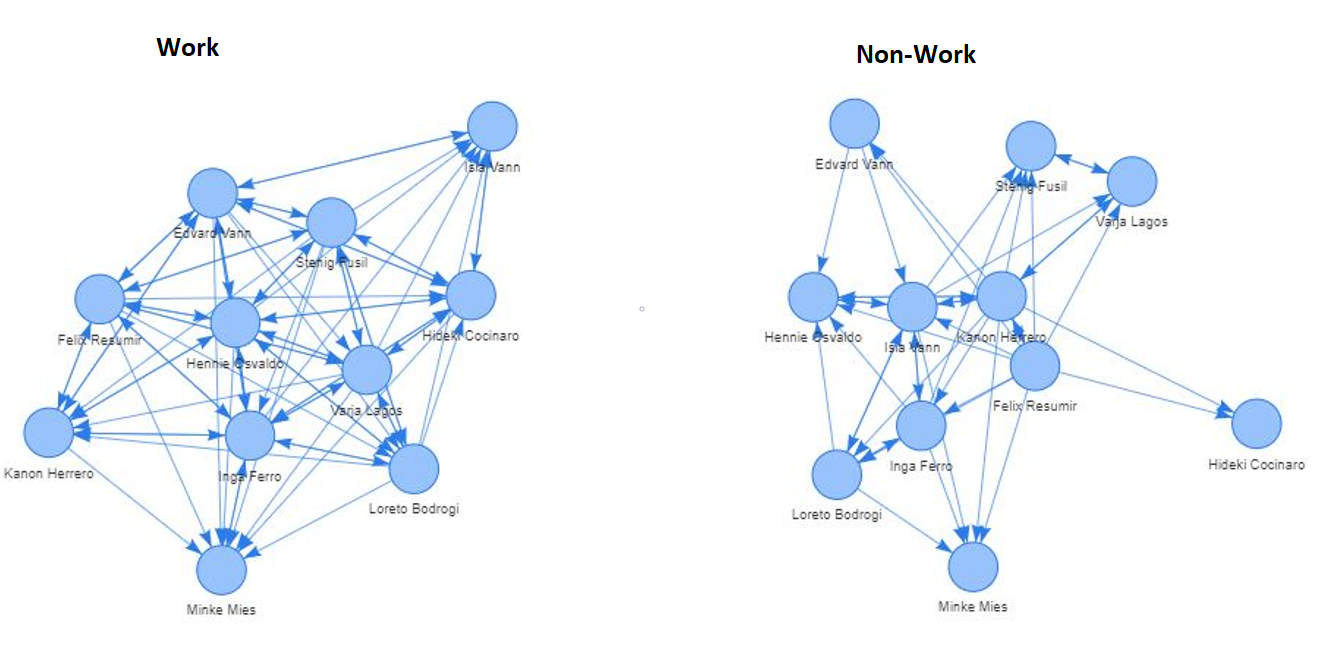 Work
Isla Vann
Edvard Vann
Stenig Fusil
Felix Resumir
Hennie Osvaldo
Hideki Cocinaro
Varja Lagos
Kanon Herrero
Inga Ferro
Loreto Bodrogi
Minke Mies
Non-Work
Edvard Vann
Stenig Fusil
Varja Lagos
Hennie Osvaldo
Isla Vann
Kanon Herrero
Felix Resumir
Inga Ferro
Hideki Cocinaro
Loreto Bodrogi
Minke Mies